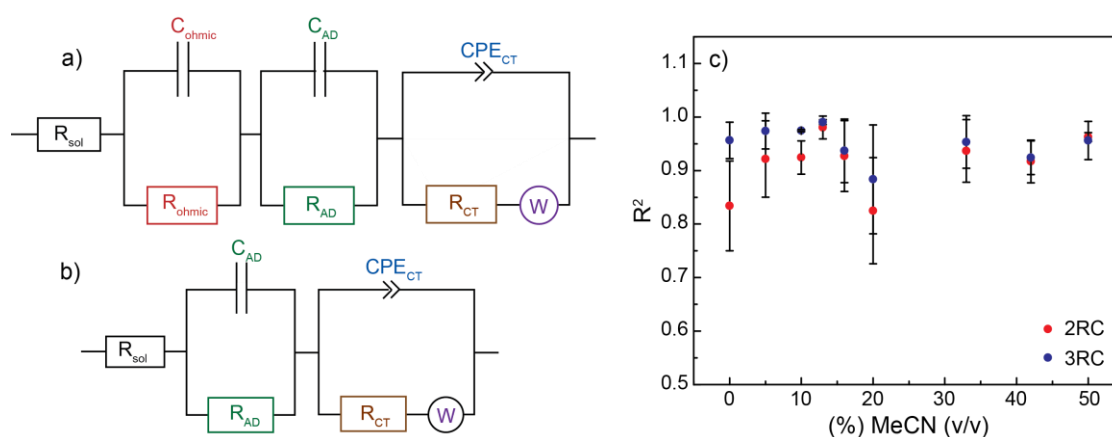 a)
C_ohmic
C_AD
CPE_CT
R_sol
R_ohmic
R_AD
R_CT
W
b)
C_AD
CPE_CT
R_sol
R_AD
R_CT
W
c)
1.1
1.0
0.9
0.8
0.7
0.6
0.5
R²
0 10 20 30 40 50
(%) MeCN (v/v)
2RC
3RC